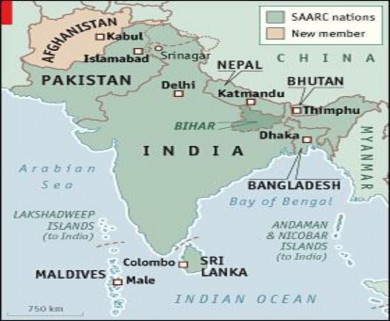 SAARC nations
New member
AFGHANISTAN
Kabul
Islamabad
Srinagar
CHINA
PAKISTAN
NEPAL
BHUTAN
Delhi
Katmandu
Thimphu
BIHAR
Dhaka
INDIA
MYANMAR
Arabian
Sea
BANGLADESH
Bay of Bengal
LAKSHADWEEP
ISLANDS
(to India)
ANDAMAN
& NICOBAR
ISLANDS
(to India)
Colombo
SRI
LANKA
MALDIVES
Male
INDIAN OCEAN
750 km